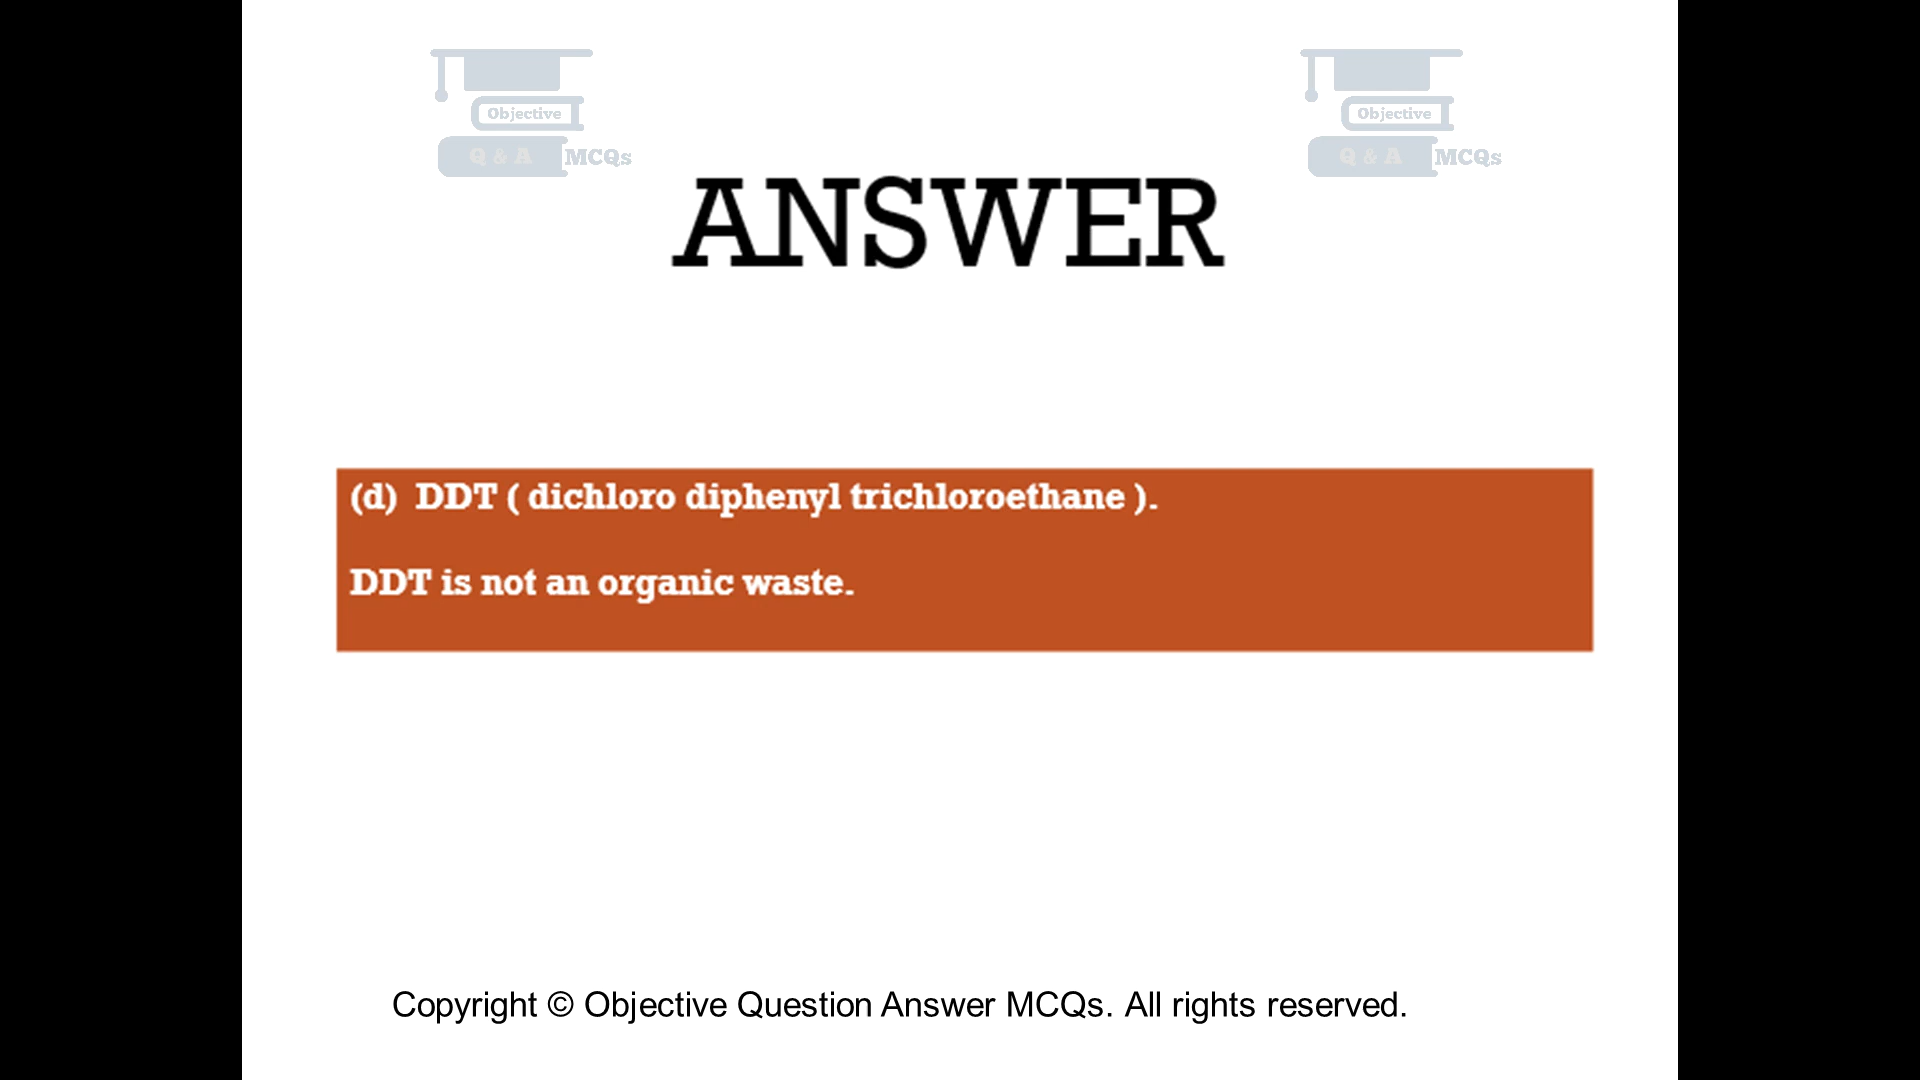 Objective
Q & A MCQs
Objective
Q & A MCQs
ANSWER
(d) DDT ( dichloro diphenyl trichloroethane ).
DDT is not an organic waste.
Copyright © Objective Question Answer MCQs. All rights reserved.